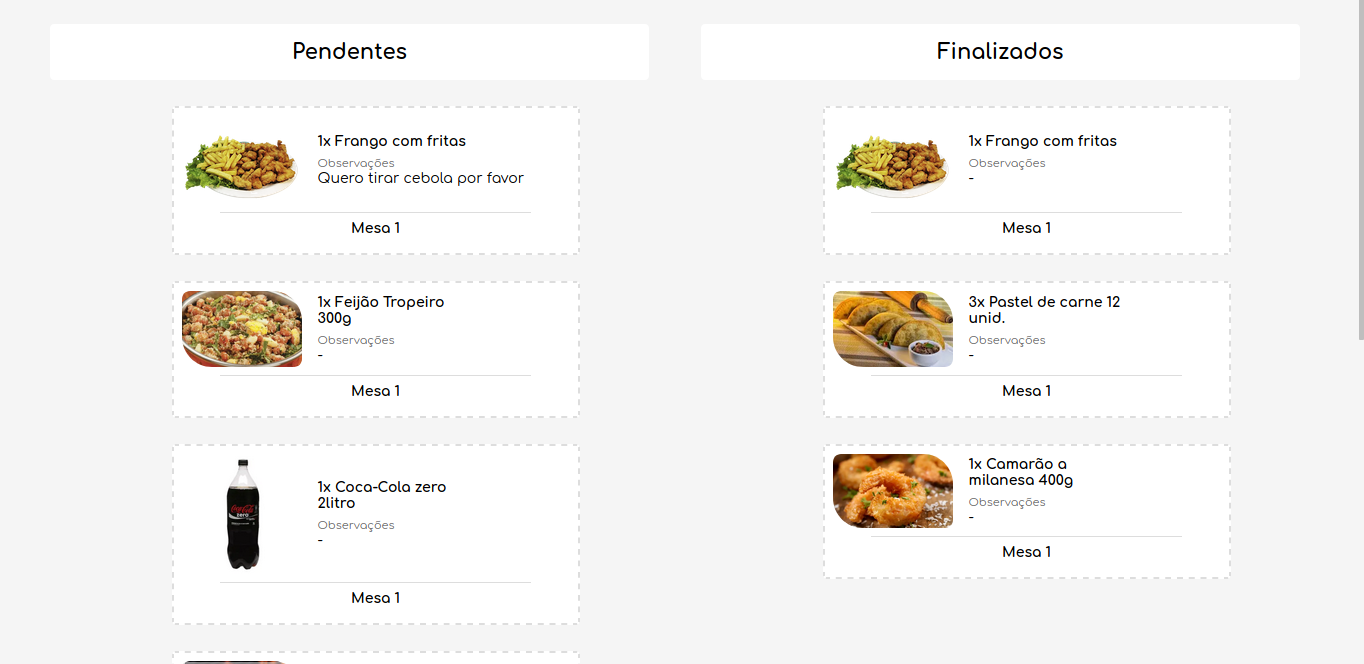 Pendentes
1x Frango com fritas
Observações
Quero tirar cebola por favor
Mesa 1
1x Feijão Tropeiro
300g
Observações
-
Mesa 1
1x Coca-Cola zero
2litro
Observações
-
Mesa 1
Finalizados
1x Frango com fritas
Observações
-
Mesa 1
3x Pastel de carne 12
unid.
Observações
-
Mesa 1
1x Camarão a
milanesa 400g
Observações
-
Mesa 1